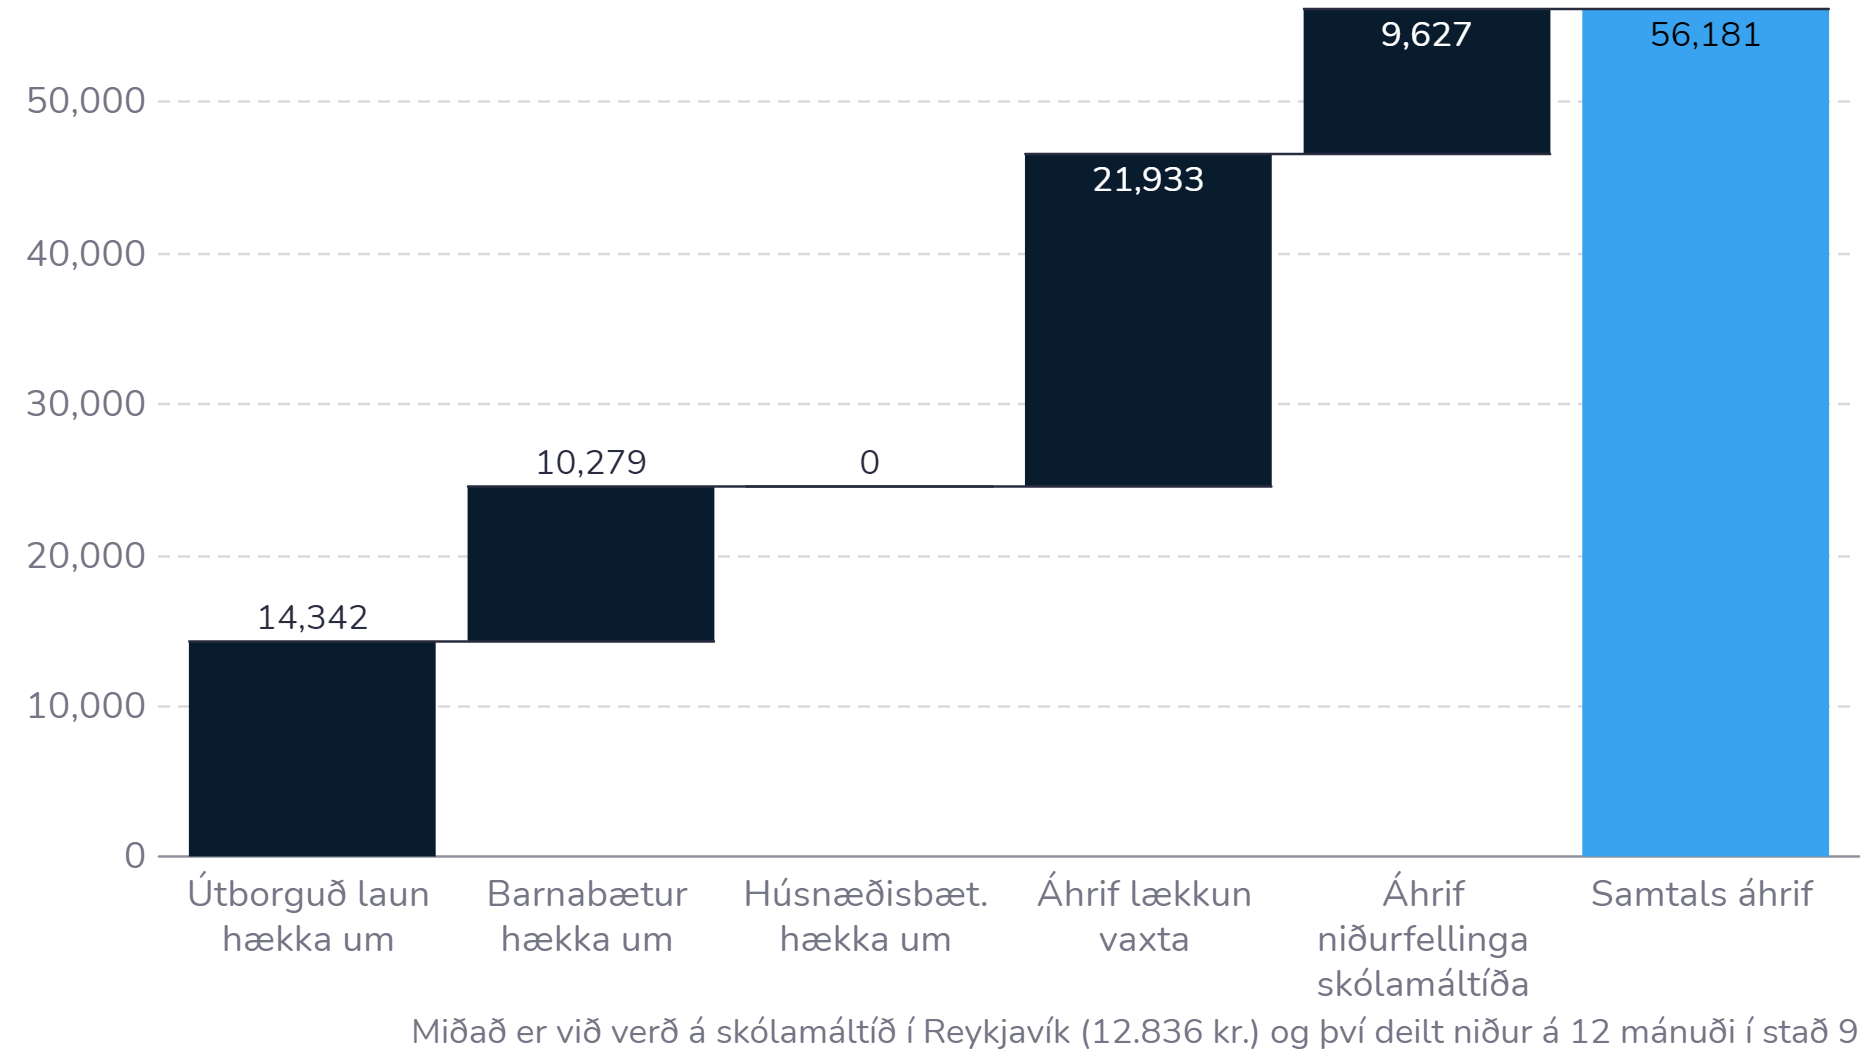 9,627
56,181
50,000
21,933
40,000
30,000
10,279
0
20,000
14,342
10,000
0
Útborguð laun
hækka um
Barnabætur
hækka um
Húsnæðisbæt.
hækka um
Áhrif lækkun
vaxta
Áhrif
niðurfellinga
skólamáltíða
Samtals áhrif
Miðað er við verð á skólamáltíð í Reykjavík (12.836 kr.) og því deilt niður á 12 mánuði í stað 9